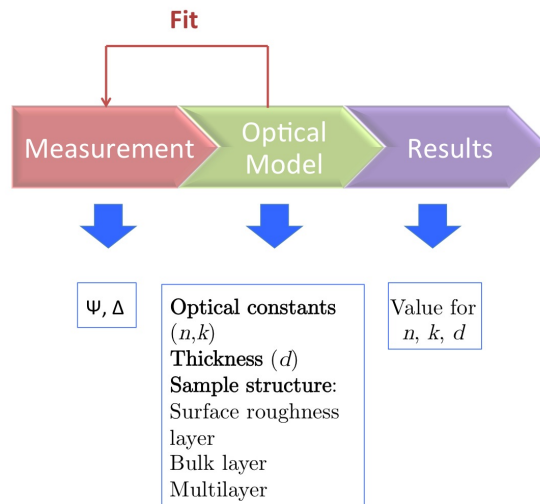 Fit
Measurement
Optical
Model
Results
Ψ, Δ
Optical constants
(n,k)
Thickness (d)
Sample structure:
Surface roughness
layer
Bulk layer
Multilayer
Value for
n, k, d